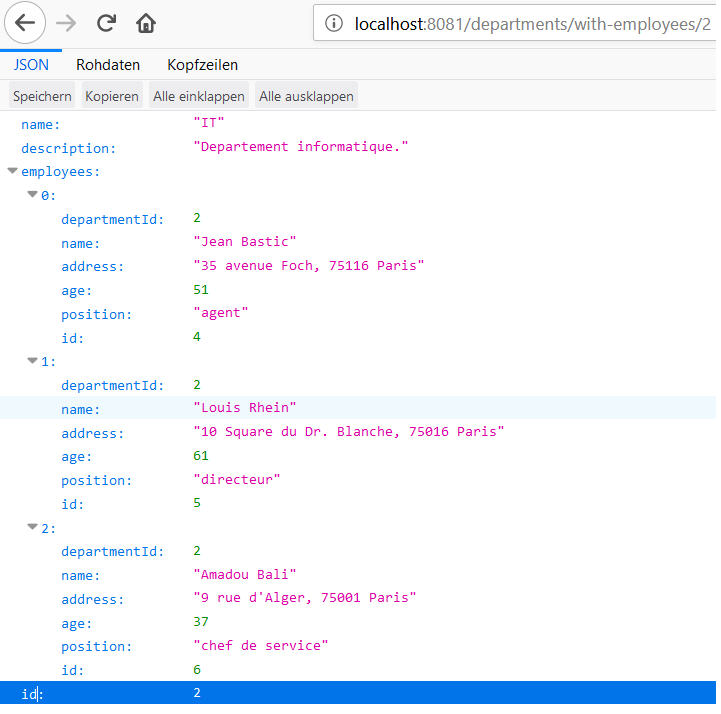 localhost:8081/departments/with-employees/2
JSON Rohdaten Kopfzeilen
Speichern Kopieren Alle einklappen Alle ausklappen
name: "IT"
description: "Departement informatique."
employees:
0:
departmentId: 2
name: "Jean Bastic"
address: "35 avenue Foch, 75116 Paris"
age: 51
position: "agent"
id: 4
1:
departmentId: 2
name: "Louis Rhein"
address: "10 Square du Dr. Blanche, 75016 Paris"
age: 61
position: "directeur"
id: 5
2:
departmentId: 2
name: "Amadou Bali"
address: "9 rue d'Alger, 75001 Paris"
age: 37
position: "chef de service"
id: 6
id: 2